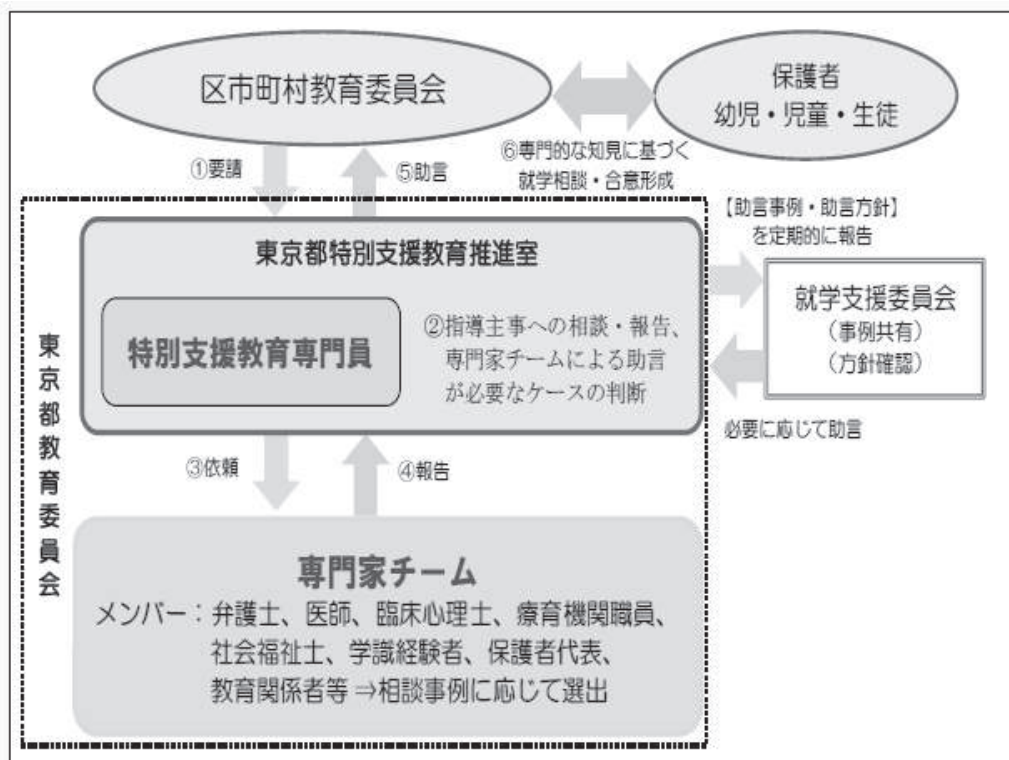 区市町村教育委員会
保護者
幼児・児童・生徒
①要請
⑤助言
⑥専門的な知見に基づく
就学相談・合意形成
【助言事例・助言方針】
を定期的に報告
東京都特別支援教育推進室
特別支援教育専門員
②指導主事への相談・報告、
専門家チームによる助言
が必要なケースの判断
就学支援委員会
（事例共有）
（方針確認）
必要に応じて助言
東京都教育委員会
③依頼
④報告
専門家チーム
メンバー：弁護士、医師、臨床心理士、療育機関職員、
社会福祉士、学識経験者、保護者代表、
教育関係者等 ⇒相談事例に応じて選出